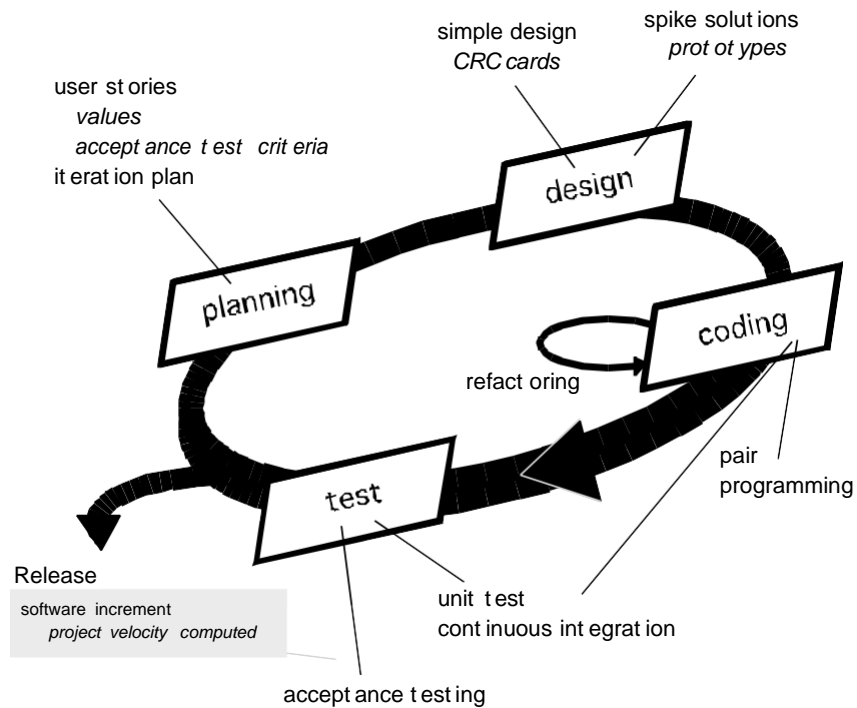 simple design
CRC cards
spike solutions
prototypes
user stories
values
acceptance test criteria
iteration plan
design
planning
coding
refactoring
test
pair
programming
Release
software increment
project velocity computed
unit test
continuous integration
acceptance testing